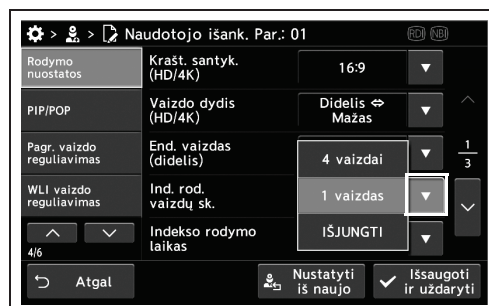 > > Naudotojo išank. Par.: 01
RDI NBI
Rodymo
nuostatos
PIP/POP
Pagr. vaizdo
reguliavimas
WLI vaizdo
reguliavimas
4/6
Krašt. santyk.
(HD/4K)
16:9
Vaizdo dydis
(HD/4K)
Didelis ⇔
Mažas
End. vaizdas
(didelis)
Ind. rod.
vaizdų sk.
Indekso rodymo
laikas
4 vaizdai
1 vaizdas
IŠJUNGTI
1
3
Atgal
Nustatyti
iš naujo
Išsaugoti
ir uždaryti